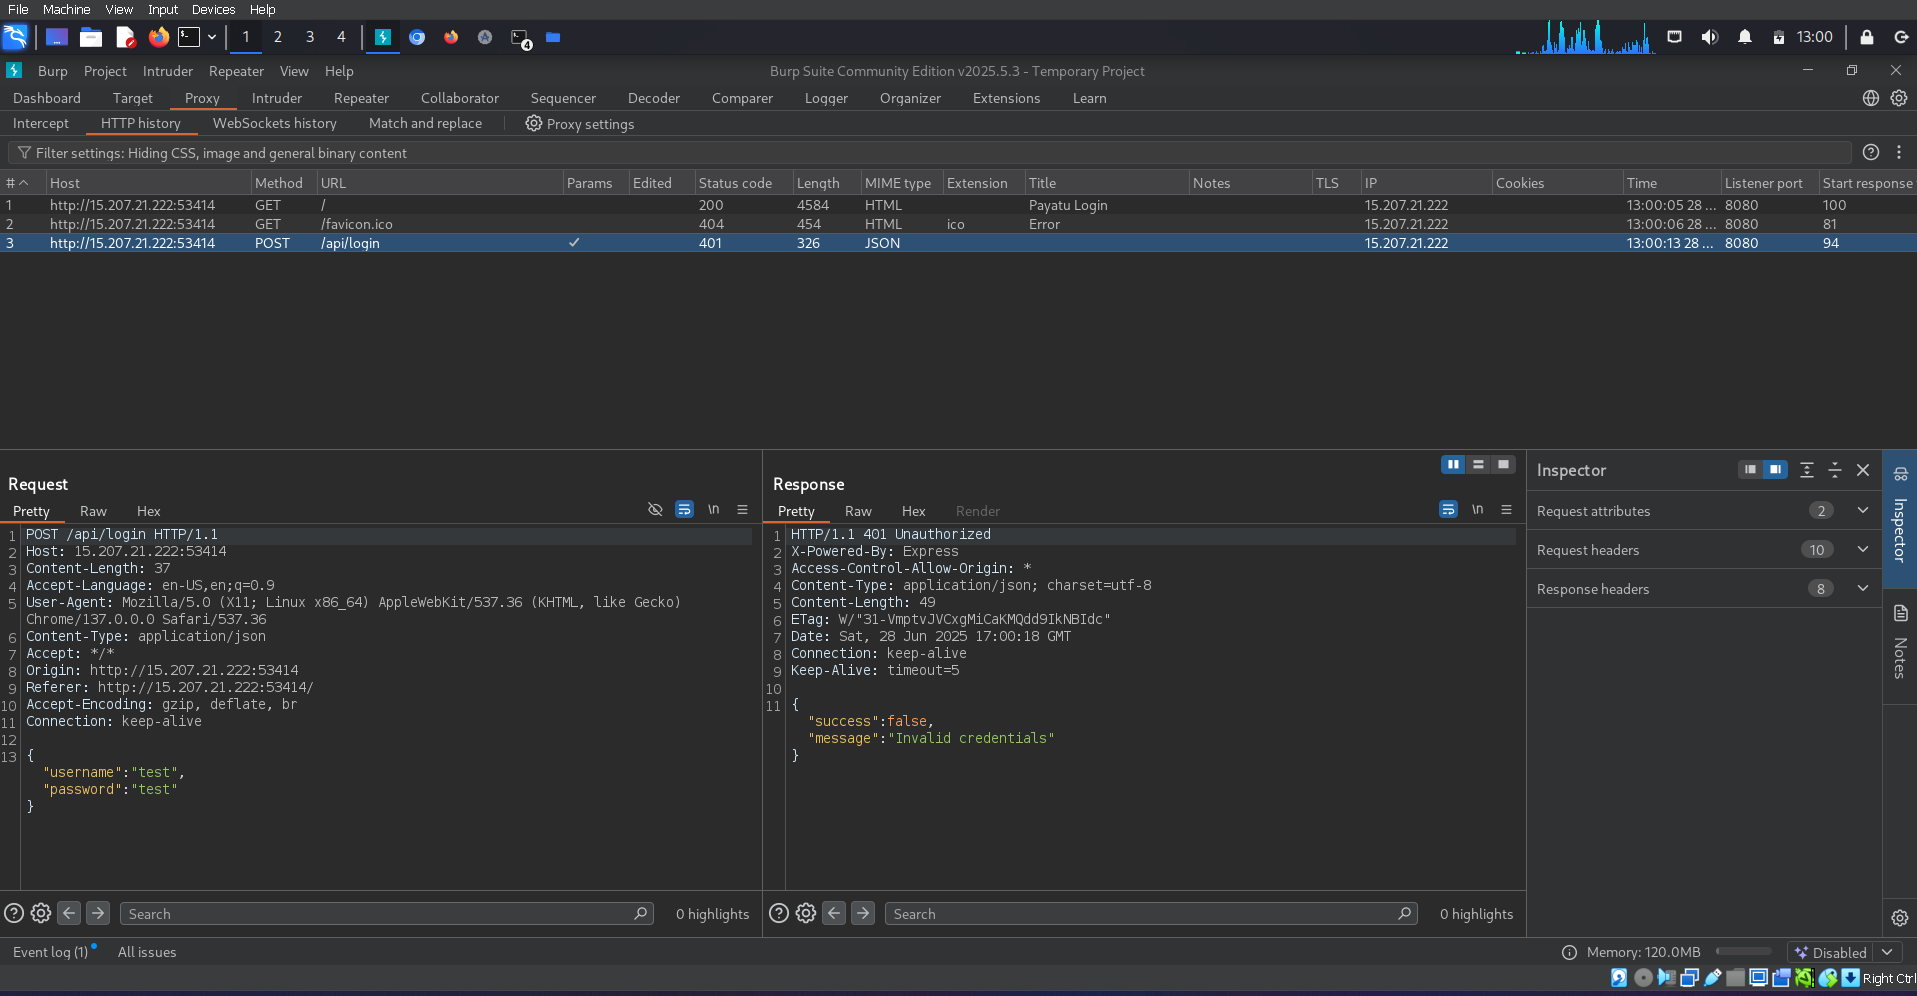 File Machine View Input Devices Help
1 2 3 4 4 13:00
Burp Project Intruder Repeater View Help Burp Suite Community Edition v2025.5.3 - Temporary Project
Dashboard Target Proxy Intruder Repeater Collaborator Sequencer Decoder Comparer Logger Organizer Extensions Learn
Intercept HTTP history WebSockets history Match and replace Proxy settings
Filter settings: Hiding CSS, image and general binary content
# Host Method URL Params Edited Status code Length MIME type Extension Title Notes TLS IP Cookies Time Listener port Start response
1 http://15.207.21.222:53414 GET / 200 4584 HTML Payatu Login 15.207.21.222 13:00:05 28 ... 8080 100
2 http://15.207.21.222:53414 GET /favicon.ico 404 454 HTML ico Error 15.207.21.222 13:00:06 28 ... 8080 81
3 http://15.207.21.222:53414 POST /api/login ✓ 401 326 JSON 15.207.21.222 13:00:13 28 ... 8080 94
Request
Pretty Raw Hex \n
1 POST /api/login HTTP/1.1
2 Host: 15.207.21.222:53414
3 Content-Length: 37
4 Accept-Language: en-US,en;q=0.9
5 User-Agent: Mozilla/5.0 (X11; Linux x86_64) AppleWebKit/537.36 (KHTML, like Gecko)
Chrome/137.0.0.0 Safari/537.36
6 Content-Type: application/json
7 Accept: */*
8 Origin: http://15.207.21.222:53414
9 Referer: http://15.207.21.222:53414/
10 Accept-Encoding: gzip, deflate, br
11 Connection: keep-alive
12
13 {
"username":"test",
"password":"test"
}
Search 0 highlights
Response
Pretty Raw Hex Render \n
1 HTTP/1.1 401 Unauthorized
2 X-Powered-By: Express
3 Access-Control-Allow-Origin: *
4 Content-Type: application/json; charset=utf-8
5 Content-Length: 49
6 ETag: W/"31-VmptvJVCxgMiCaKMQdd9IkNBIdc"
7 Date: Sat, 28 Jun 2025 17:00:18 GMT
8 Connection: keep-alive
9 Keep-Alive: timeout=5
10
11 {
"success":false,
"message":"Invalid credentials"
}
Search 0 highlights
Inspector
Request attributes 2
Request headers 10
Response headers 8
Inspector
Notes
Event log (1) All issues Memory: 120.0MB Disabled
Right Ctrl